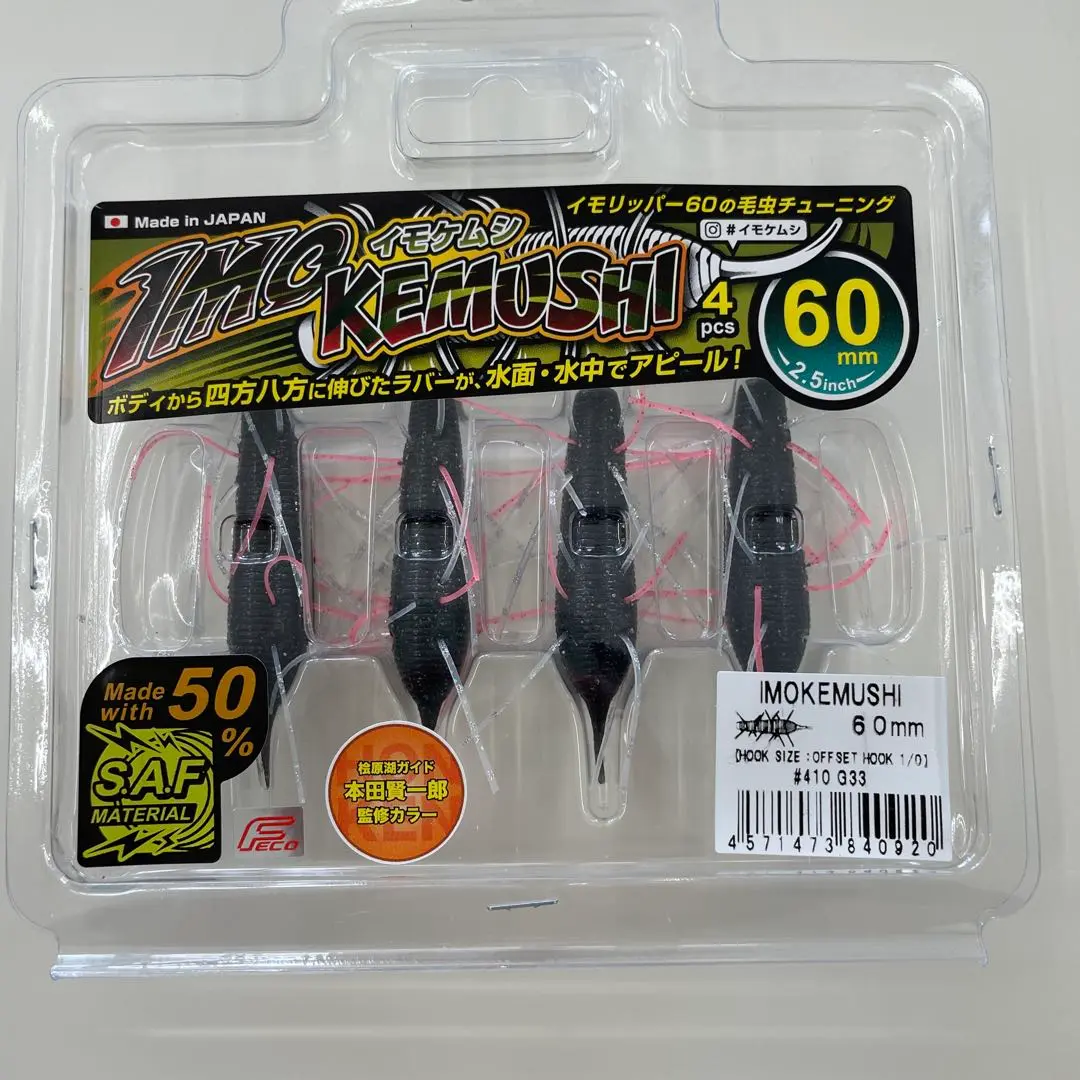 Made in JAPAN
イモリッパー60の毛虫チューニング
#イモケムシ
イモケムシ
IMO
KEMUSHI
4
pcs
60
mm
2.5inch
ボディから四方八方に伸びたラバーが、水面・水中でアピール!
Made
with
50
%
S.A.F
MATERIAL
FECO
桧原湖ガイド
本田賢一郎
監修カラー
IMOKEMUSHI
60mm
[HOOK SIZE :OFFSET HOOK 1/0]
#410 G33
4 571473 840920